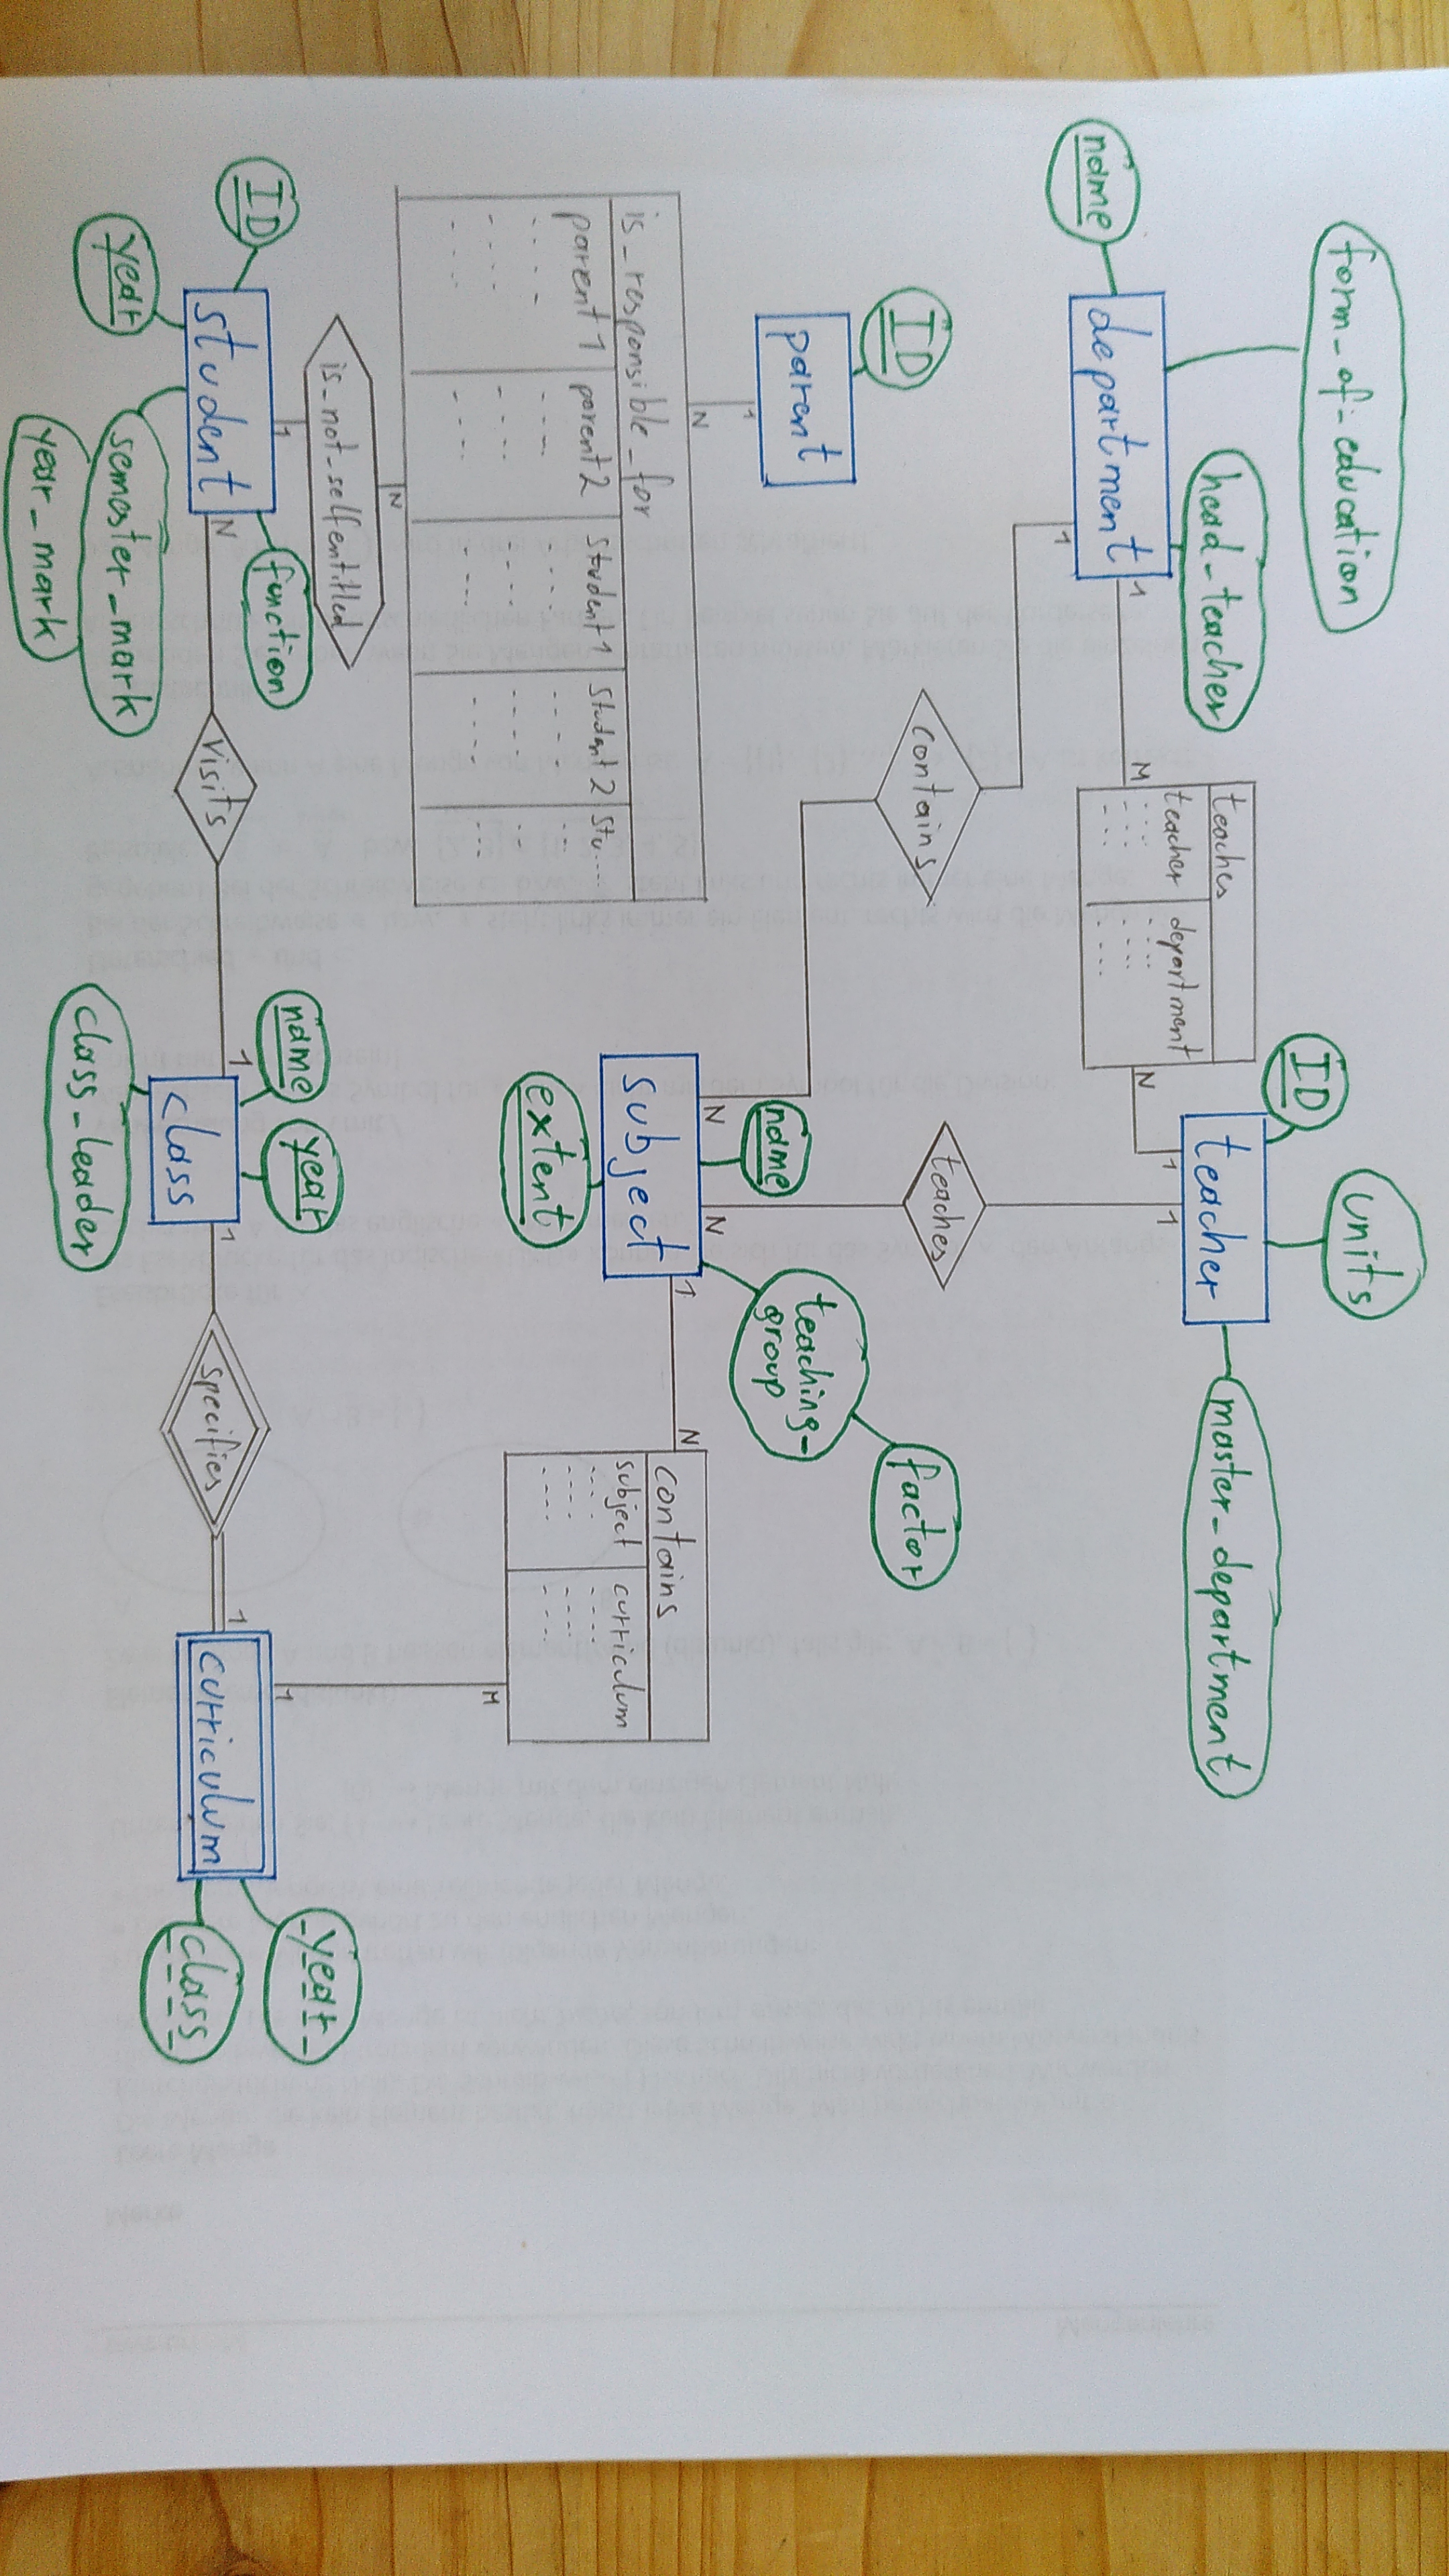 form_of_education
units
ID
head_teacher
teaches
teacher
department
teacher
master_department
name
department
1
M
N
1
1
1
contains
teaches
factor
ID
parent
1
N
teaching_
group
name
N
N
subject
1
N
extent
contains
subject
curriculum
M
1
is_responsible_for
parent 1
parent 2
Student 1
Student 2
Stu....
N
is_not_selfentitled
1
ID
function
student
N
visits
1
name
year
class
1
specifies
1
curriculum
year
class
year
semester_mark
year_mark
class_leader